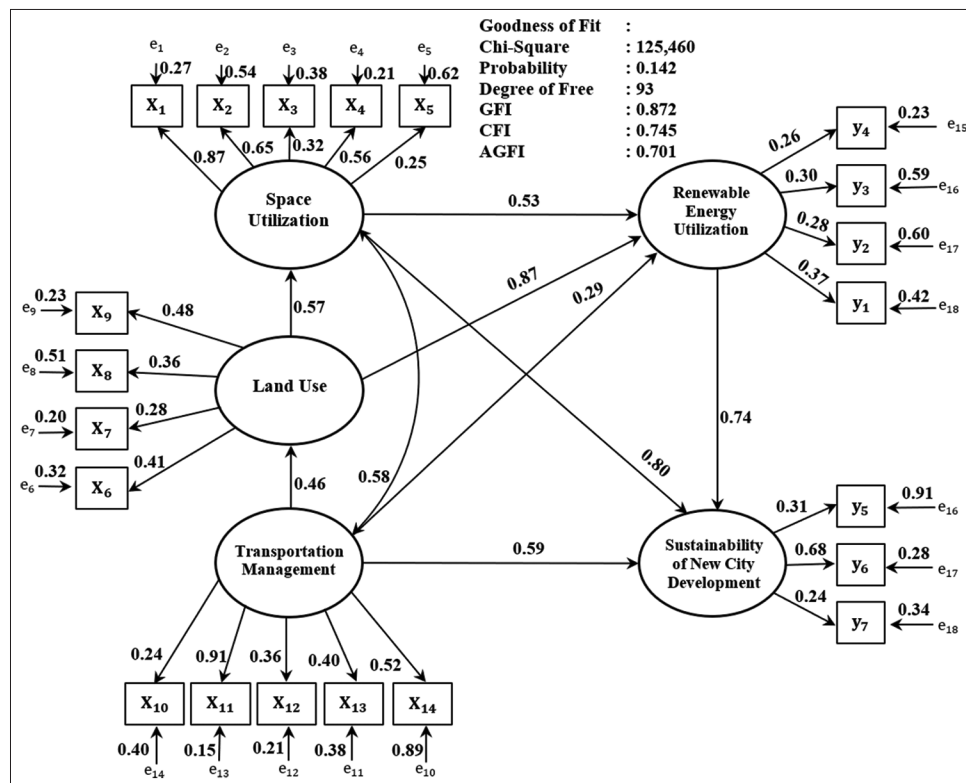 Goodness of Fit :
Chi-Square : 125,460
Probability : 0.142
Degree of Free : 93
GFI : 0.872
CFI : 0.745
AGFI : 0.701
e₁ e₂ e₃ e₄ e₅
0.27 0.54 0.38 0.21 0.62
X₁ X₂ X₃ X₄ X₅
0.87 0.65 0.32 0.56 0.25
Space
Utilization
0.53
Renewable
Energy
Utilization
0.26 y₄ 0.23 e₁₅
0.30 y₃ 0.59 e₁₆
0.28 y₂ 0.60 e₁₇
0.37 y₁ 0.42 e₁₈
0.57
0.87
0.29
e₉ 0.23 X₉ 0.48
e₈ 0.51 X₈ 0.36
e₇ 0.20 X₇ 0.28
e₆ 0.32 X₆ 0.41
Land Use
0.74
0.46
0.58
0.80
Transportation
Management
0.59
Sustainability
of New City
Development
0.31 y₅ 0.91 e₁₆
0.68 y₆ 0.28 e₁₇
0.24 y₇ 0.34 e₁₈
0.24 0.91 0.36 0.40 0.52
X₁₀ X₁₁ X₁₂ X₁₃ X₁₄
0.40 0.15 0.21 0.38 0.89
e₁₄ e₁₃ e₁₂ e₁₁ e₁₀